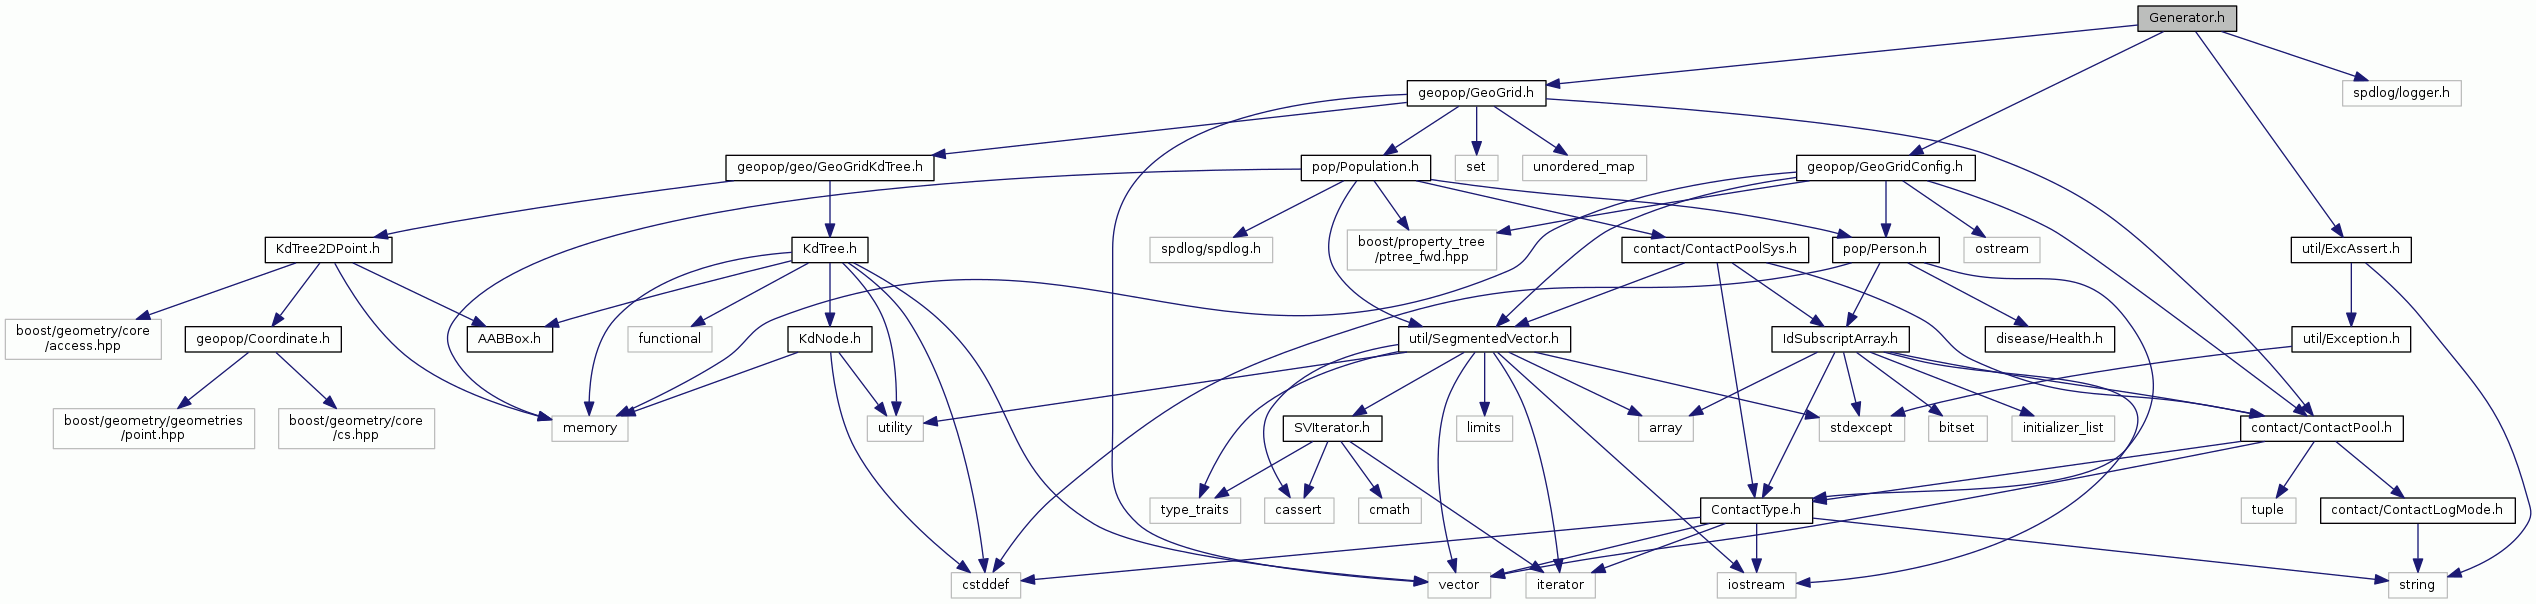 Generator.h
geopop/GeoGrid.h
spdlog/logger.h
geopop/geo/GeoGridKdTree.h
pop/Population.h
set
unordered_map
geopop/GeoGridConfig.h
KdTree2DPoint.h
KdTree.h
spdlog/spdlog.h
boost/property_tree
/ptree_fwd.hpp
contact/ContactPoolSys.h
pop/Person.h
ostream
util/ExcAssert.h
boost/geometry/core
/access.hpp
geopop/Coordinate.h
AABBox.h
functional
KdNode.h
util/SegmentedVector.h
IdSubscriptArray.h
disease/Health.h
util/Exception.h
boost/geometry/geometries
/point.hpp
boost/geometry/core
/cs.hpp
memory
utility
SVIterator.h
limits
array
stdexcept
bitset
initializer_list
contact/ContactPool.h
type_traits
cassert
cmath
ContactType.h
tuple
contact/ContactLogMode.h
cstddef
vector
iterator
iostream
string